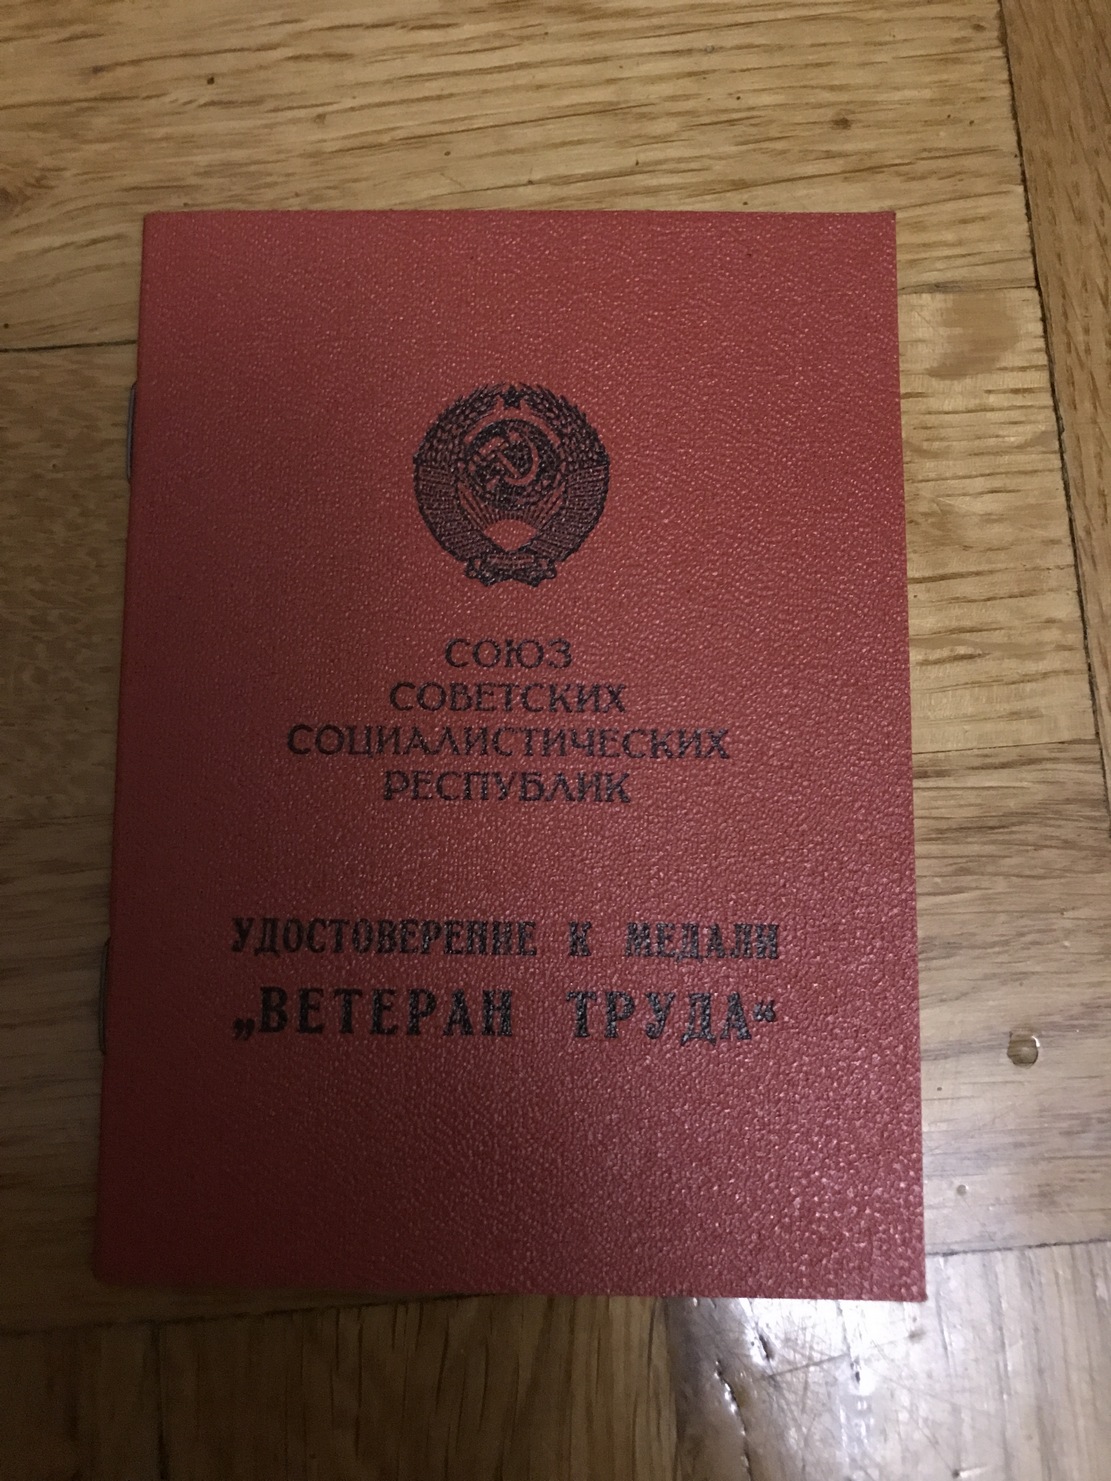 СОЮЗ
СОВЕТСКИХ
СОЦИАЛИСТИЧЕСКИХ
РЕСПУБЛИК
УДОСТОВЕРЕНИЕ К МЕДАЛИ
„ВЕТЕРАН ТРУДА“